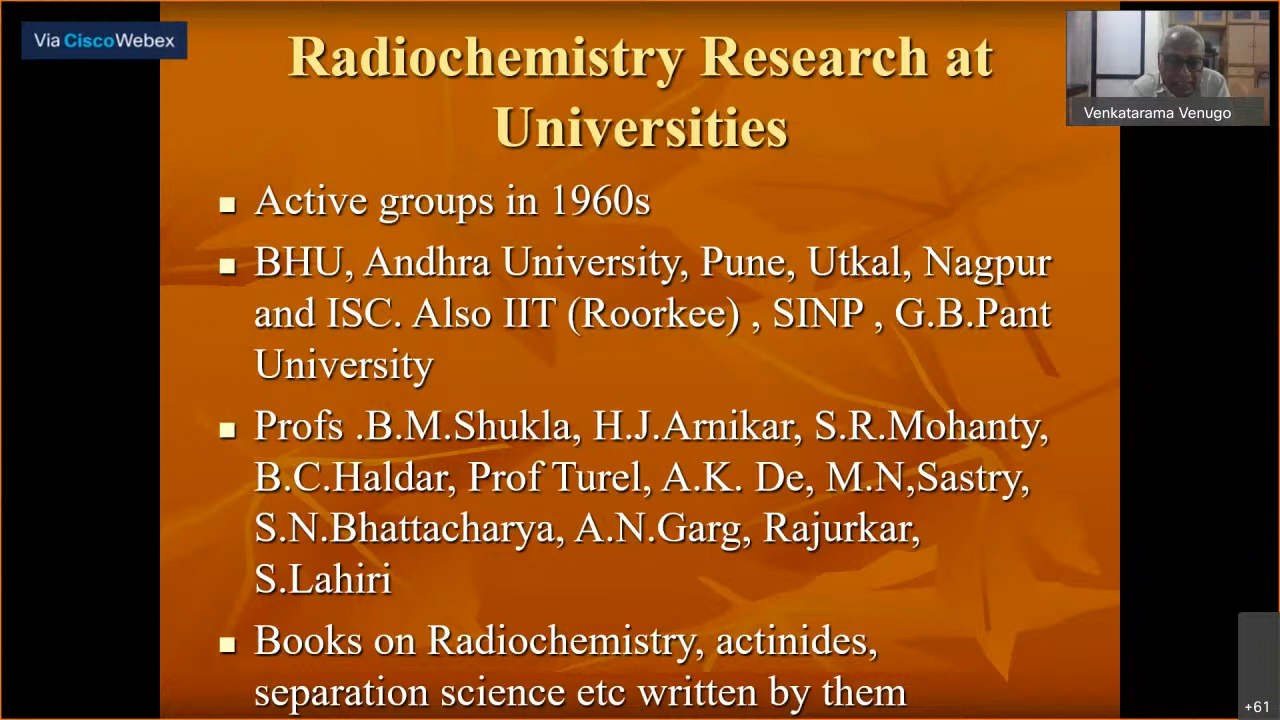 Via Cisco Webex
Radiochemistry Research at
Universities
Venkatarama Venugo
Active groups in 1960s
BHU, Andhra University, Pune, Utkal, Nagpur
and ISC. Also IIT (Roorkee) , SINP , G.B.Pant
University
Profs .B.M.Shukla, H.J.Arnikar, S.R.Mohanty,
B.C.Haldar, Prof Turel, A.K. De, M.N,Sastry,
S.N.Bhattacharya, A.N.Garg, Rajurkar,
S.Lahiri
Books on Radiochemistry, actinides,
separation science etc written by them
+61